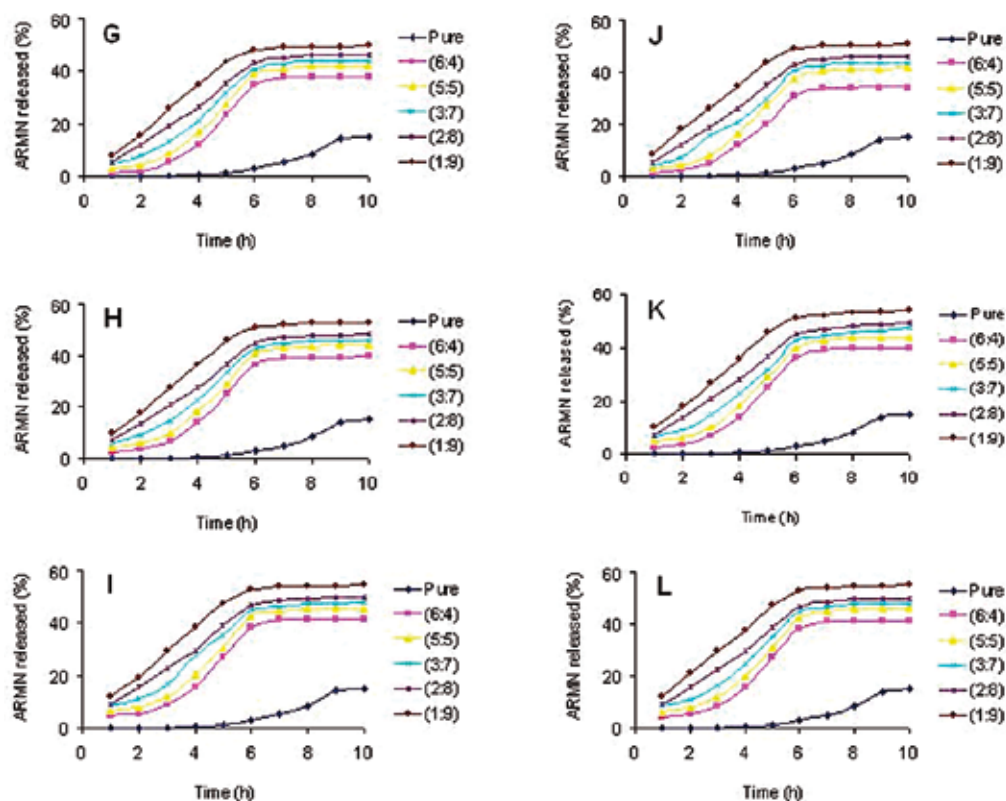 G
ARMN released (%)
60
40
20
0
0 2 4 6 8 10
Time (h)
Pure
(6:4)
(5:5)
(3:7)
(2:8)
(1:9)
J
ARMN released (%)
60
40
20
0
0 2 4 6 8 10
Time (h)
Pure
(6:4)
(5:5)
(3:7)
(2:8)
(1:9)
H
ARMN released (%)
60
40
20
0
0 2 4 6 8 10
Time (h)
Pure
(6:4)
(5:5)
(3:7)
(2:8)
(1:9)
K
ARMN released (%)
60
40
20
0
0 2 4 6 8 10
Time (h)
Pure
(6:4)
(5:5)
(3:7)
(2:8)
(1:9)
I
ARMN released (%)
60
40
20
0
0 2 4 6 8 10
Time (h)
Pure
(6:4)
(5:5)
(3:7)
(2:8)
(1:9)
L
ARMN released (%)
60
40
20
0
0 2 4 6 8 10
Time (h)
Pure
(6:4)
(5:5)
(3:7)
(2:8)
(1:9)